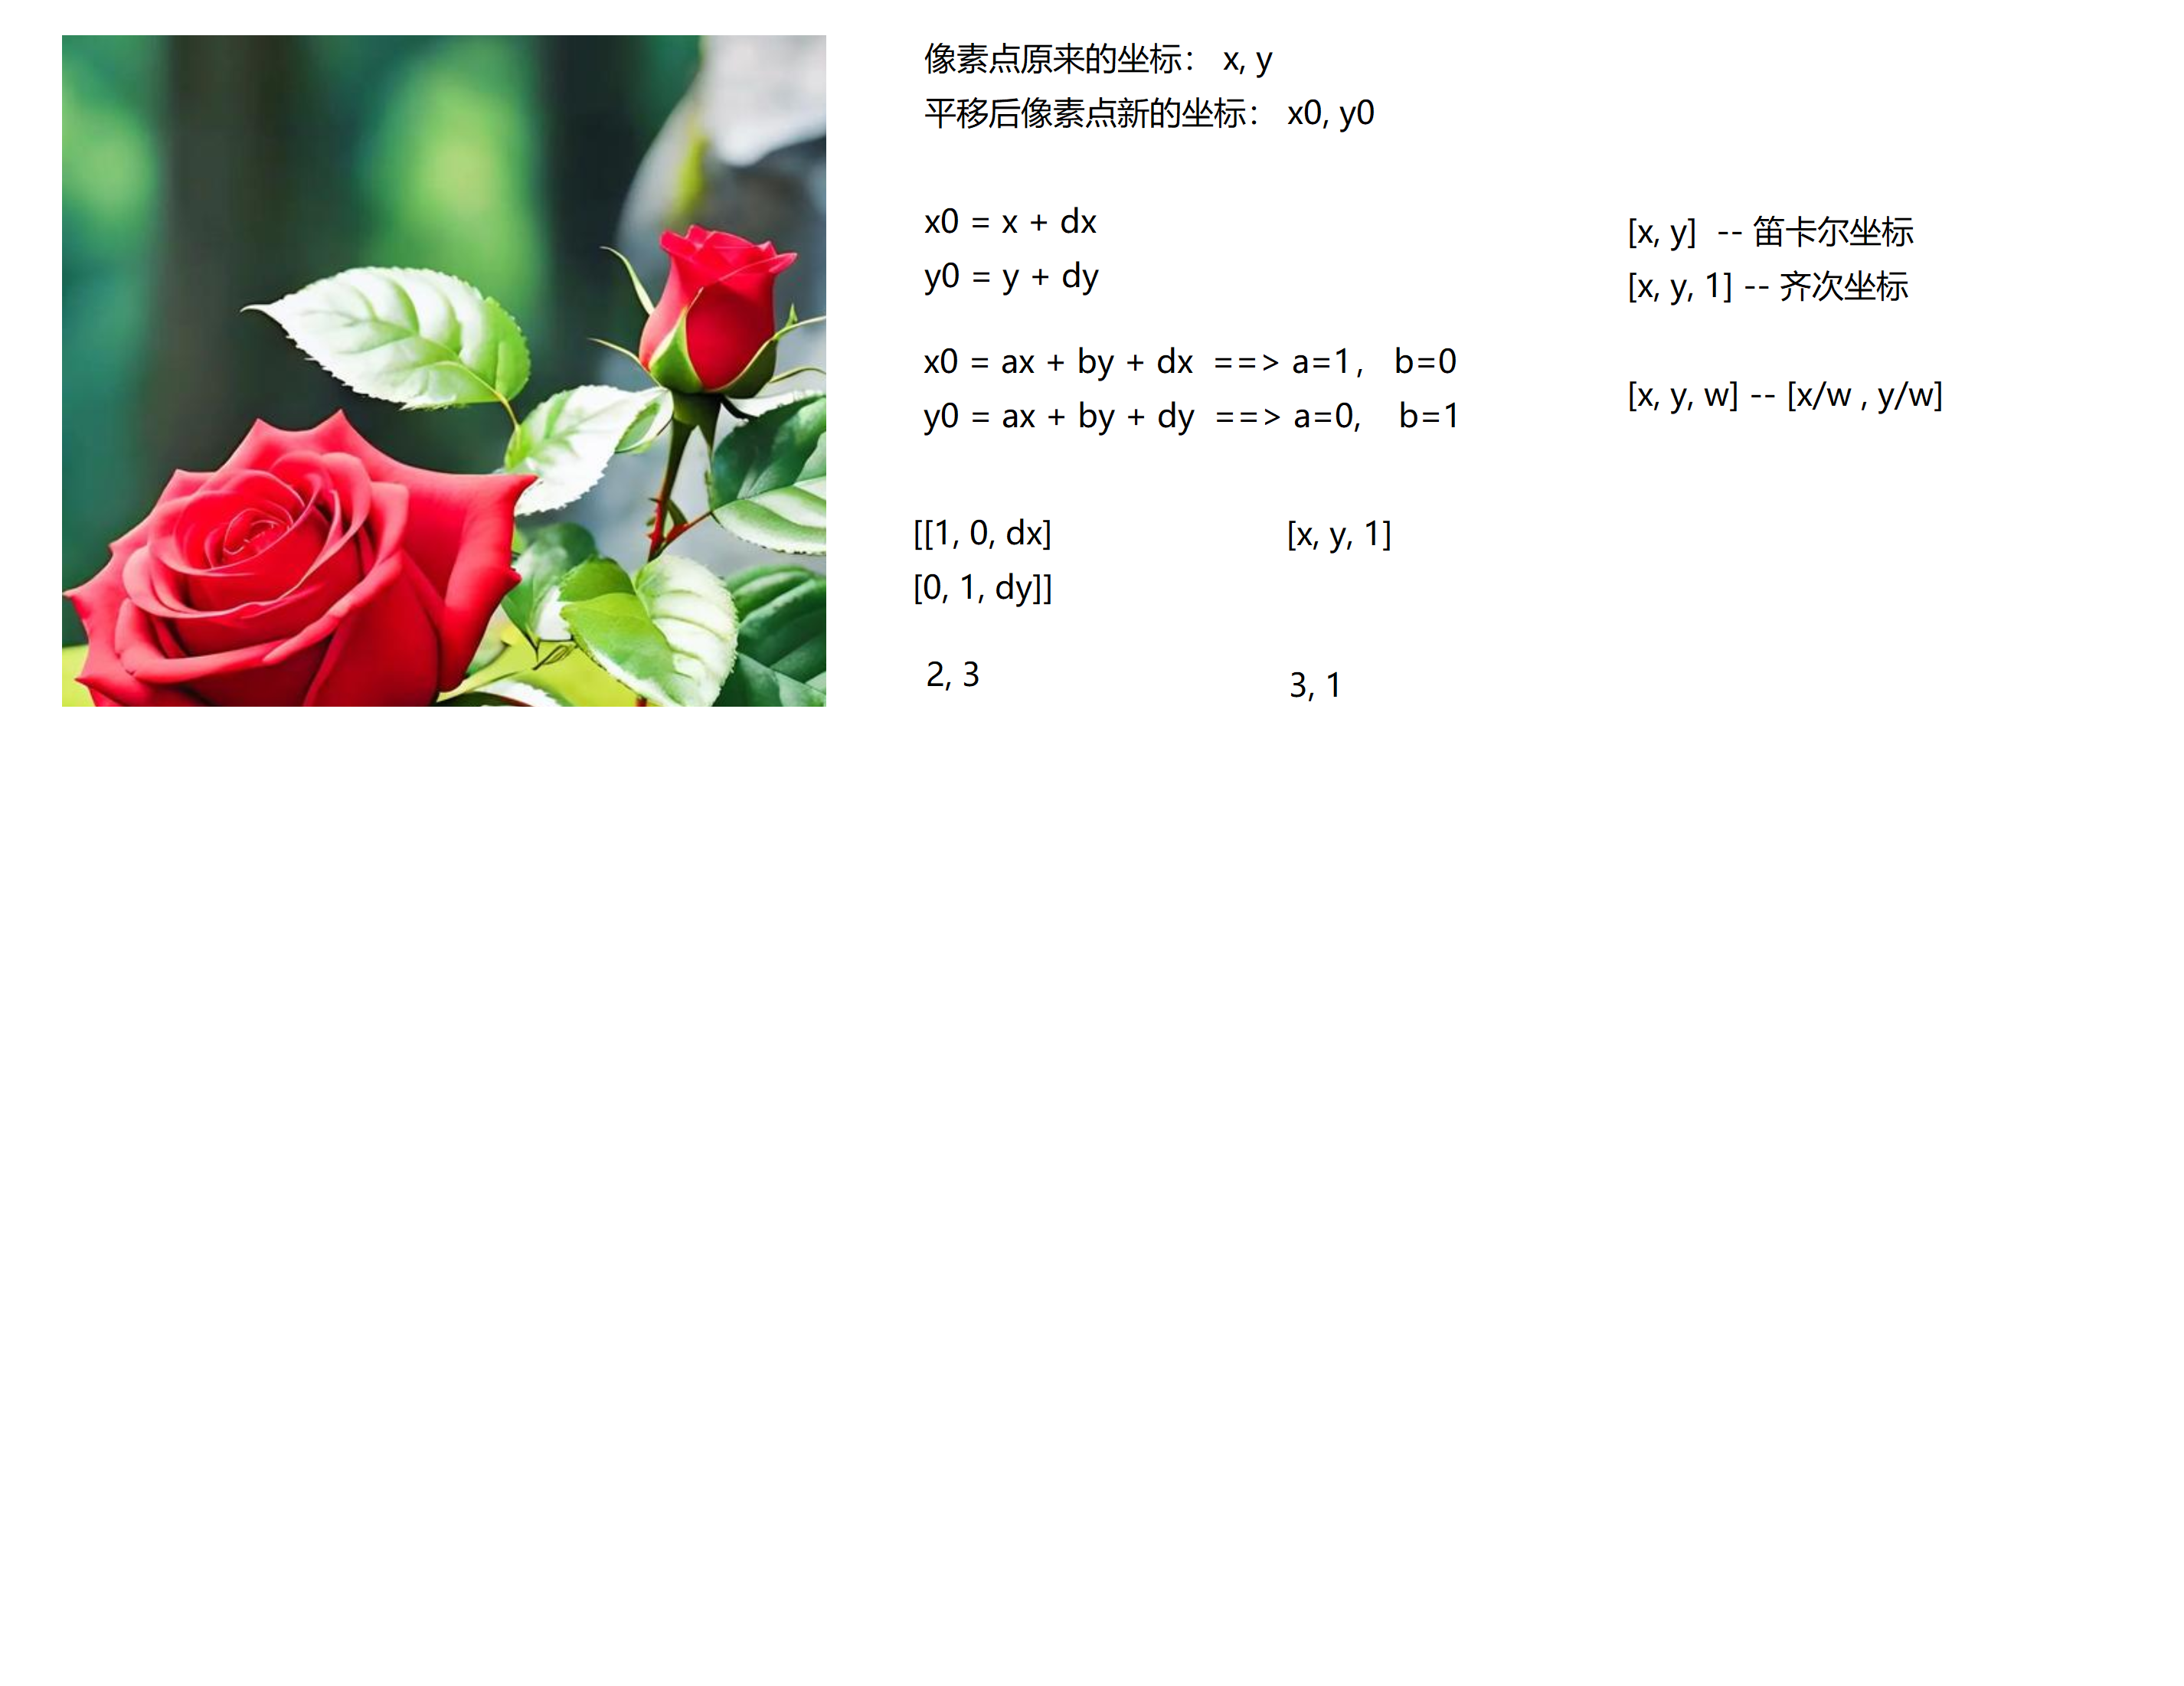 像素点原来的坐标： x, y
平移后像素点新的坐标： x0, y0
x0 = x + dx
y0 = y + dy
x0 = ax + by + dx ==> a=1, b=0
y0 = ax + by + dy ==> a=0, b=1
[[1, 0, dx]
[0, 1, dy]]
2, 3
[x, y, 1]
3, 1
[x, y] -- 笛卡尔坐标
[x, y, 1] -- 齐次坐标
[x, y, w] -- [x/w , y/w]